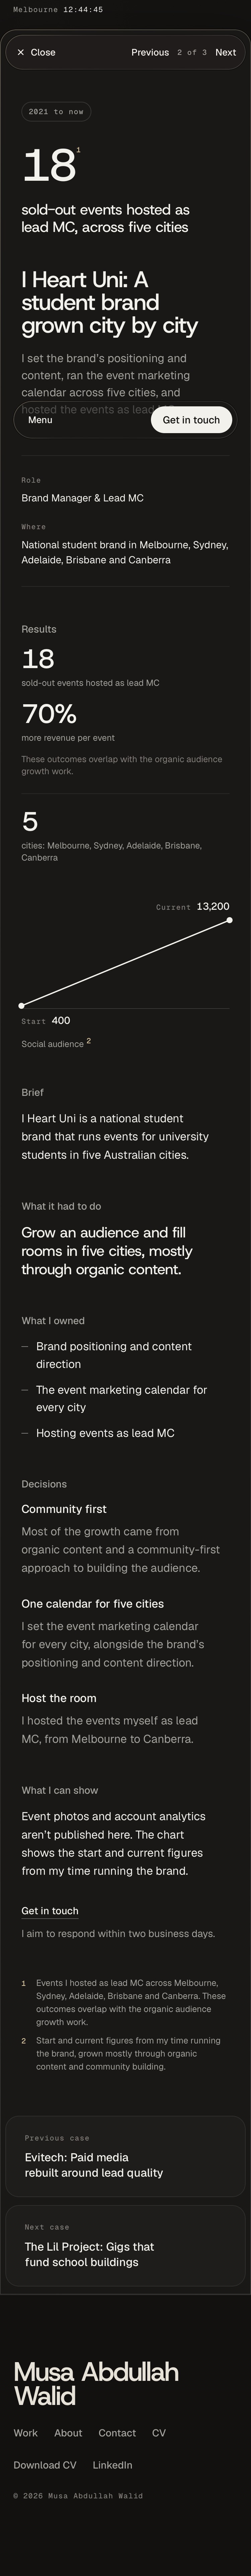 Melbourne 12:44:45
× Close Previous 2 of 3 Next
2021 to now
18 1
sold-out events hosted as
lead MC, across five cities
I Heart Uni: A
student brand
grown city by city
I set the brand's positioning and
content, ran the event marketing
calendar across five cities, and
hosted the events as lead
Menu Get in touch
Role
Brand Manager & Lead MC
Where
National student brand in Melbourne, Sydney,
Adelaide, Brisbane and Canberra
Results
18
sold-out events hosted as lead MC
70%
more revenue per event
These outcomes overlap with the organic audience
growth work.
5
cities: Melbourne, Sydney, Adelaide, Brisbane,
Canberra
Current 13,200
Start 400
Social audience 2
Brief
I Heart Uni is a national student
brand that runs events for university
students in five Australian cities.
What it had to do
Grow an audience and fill
rooms in five cities, mostly
through organic content.
What I owned
— Brand positioning and content
direction
— The event marketing calendar for
every city
— Hosting events as lead MC
Decisions
Community first
Most of the growth came from
organic content and a community-first
approach to building the audience.
One calendar for five cities
I set the event marketing calendar
for every city, alongside the brand's
positioning and content direction.
Host the room
I hosted the events myself as lead
MC, from Melbourne to Canberra.
What I can show
Event photos and account analytics
aren't published here. The chart
shows the start and current figures
from my time running the brand.
Get in touch
I aim to respond within two business days.
1 Events I hosted as lead MC across Melbourne,
Sydney, Adelaide, Brisbane and Canberra. These
outcomes overlap with the organic audience
growth work.
2 Start and current figures from my time running
the brand, grown mostly through organic
content and community building.
Previous case
Evitech: Paid media
rebuilt around lead quality
Next case
The Lil Project: Gigs that
fund school buildings
Musa Abdullah
Walid
Work About Contact CV
Download CV LinkedIn
© 2026 Musa Abdullah Walid